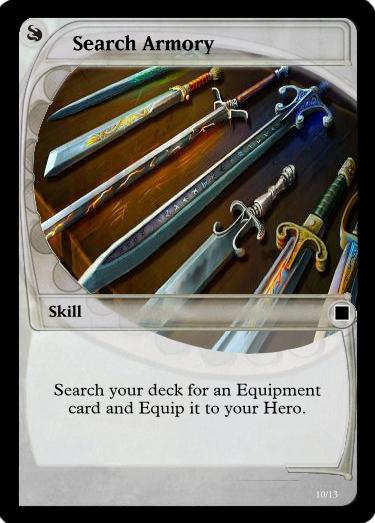 Search Armory
Skill
Search your deck for an Equipment
card and Equip it to your Hero.
10/13